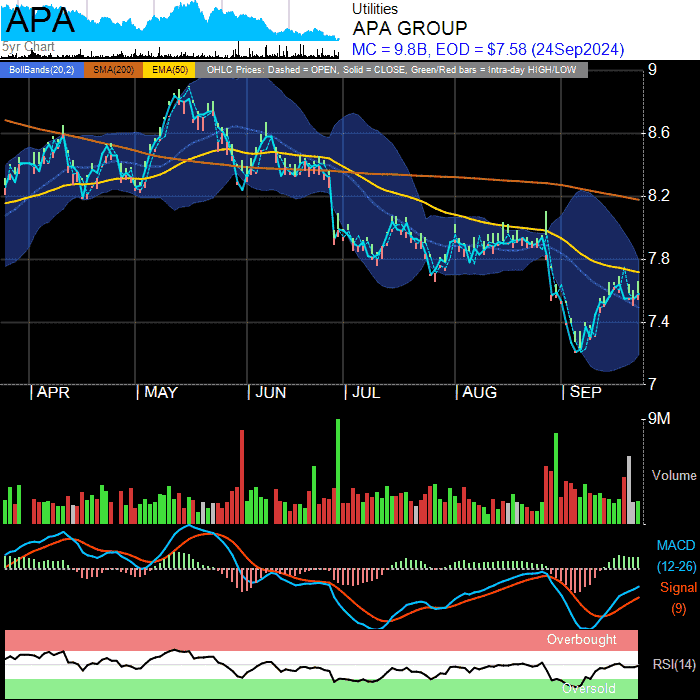 APA
5yr Chart
Utilities
APA GROUP
MC = 9.8B, EOD = $7.58 (24Sep2024)
BollBands(20,2) SMA(200) EMA(50) OHLC Prices: Dashed = OPEN, Solid = CLOSE, Green/Red bars = Intra-day HIGH/LOW
9
8.6
8.2
7.8
7.4
7
APR MAY JUN JUL AUG SEP
9M
Volume
MACD
(12-26)
Signal
(9)
Overbought
RSI(14)
Oversold